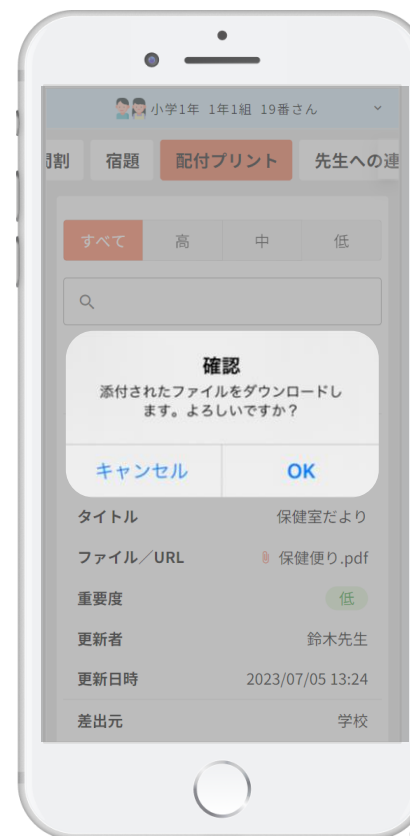 小学1年 1年1組 19番さん
間割 宿題 配付プリント 先生への連
すべて 高 中 低
確認
添付されたファイルをダウンロードし
ます。よろしいですか？
キャンセル OK
タイトル 保健室だより
ファイル／URL 保健便り.pdf
重要度 低
更新者 鈴木先生
更新日時 2023/07/05 13:24
差出元 学校